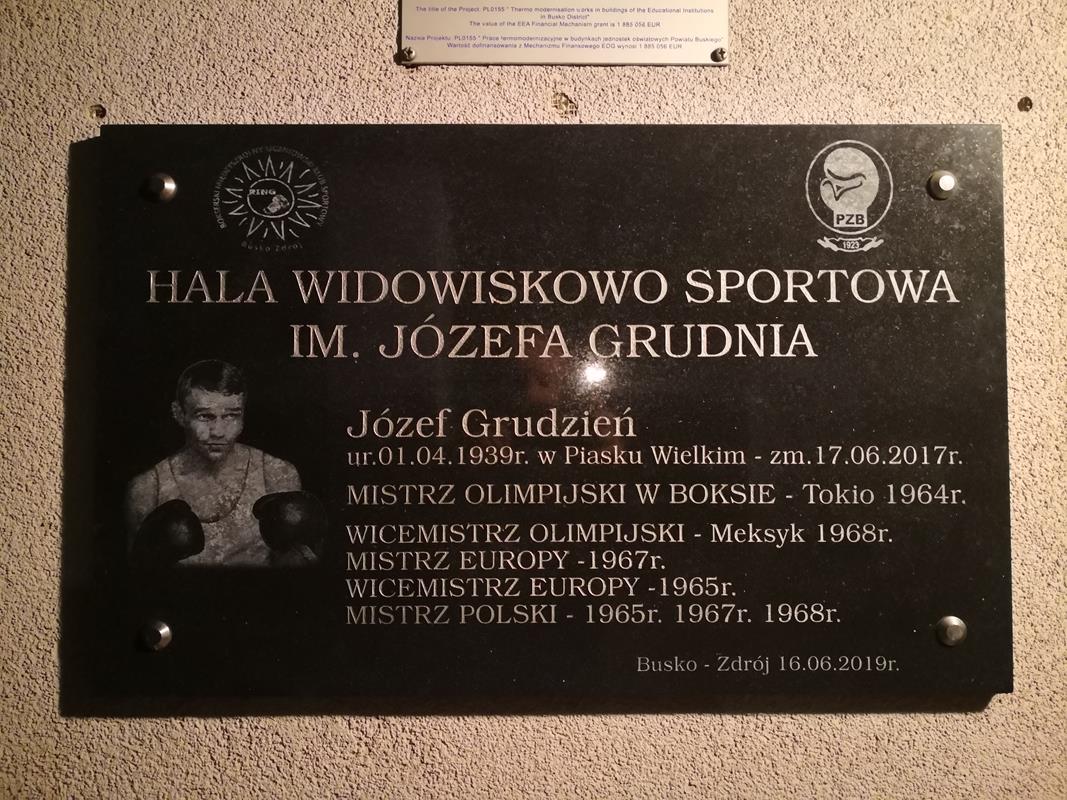 The title of the Project: PL0155 " Thermo modernisation works in buildings of the Educational Institutions
in Busko District"
The value of the EEA Financial Mechanism grant is 1 885 056 EUR
Nazwa Projektu: PL0155 " Prace termomodernizacyjne w budynkach jednostek oświatowych Powiatu Buskiego"
Wartość dofinansowania z Mechanizmu Finansowego EOG wynosi 1 885 056 EUR
RING
Busko Zdrój
PZB
1923
HALA WIDOWISKOWO SPORTOWA
IM. JÓZEFA GRUDNIA
Józef Grudzień
ur.01.04.1939r. w Piasku Wielkim - zm.17.06.2017r.
MISTRZ OLIMPIJSKI W BOKSIE - Tokio 1964r.
WICEMISTRZ OLIMPIJSKI - Meksyk 1968r.
MISTRZ EUROPY -1967r.
WICEMISTRZ EUROPY -1965r.
MISTRZ POLSKI - 1965r. 1967r. 1968r.
Busko - Zdrój 16.06.2019r.